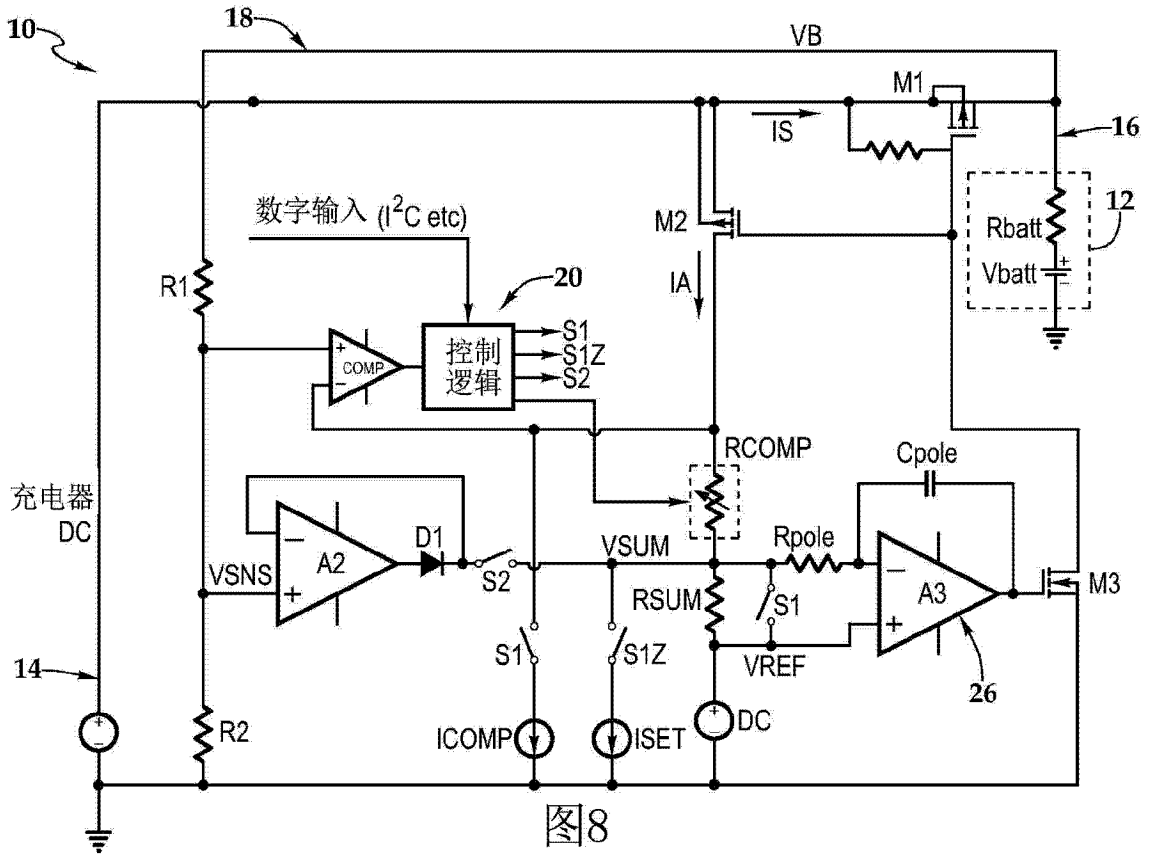 10
18
VB
M1
IS
16
数字输入 (I²C etc)
M2
12
Rbatt
Vbatt
+
−
R1
IA
20
S1
S1Z
S2
+
COMP
−
控制
逻辑
RCOMP
Cpole
充电器
DC
−
A2
+
D1
VSNS
S2
VSUM
Rpole
RSUM
S1
−
A3
+
M3
S1
S1Z
VREF
26
14
+
−
R2
ICOMP
ISET
+
−
DC
图8